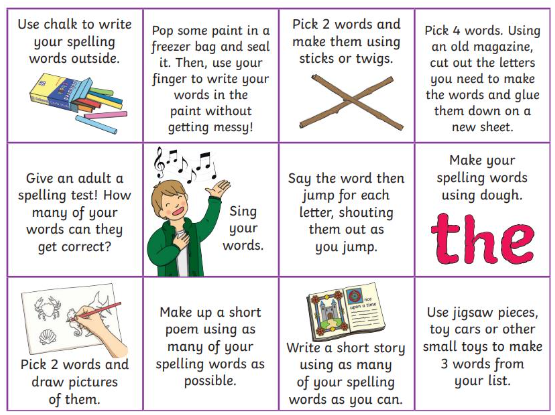 Use chalk to write
your spelling
words outside.
Pop some paint in a
freezer bag and seal
it. Then, use your
finger to write your
words in the
paint without
getting messy!
Pick 2 words and
make them using
sticks or twigs.
Pick 4 words. Using
an old magazine,
cut out the letters
you need to make
the words and glue
them down on a
new sheet.
Give an adult a
spelling test! How
many of your
words can they
get correct?
Sing
your
words.
Say the word then
jump for each
letter, shouting
them out as
you jump.
Make your
spelling words
using dough.
the
Pick 2 words and
draw pictures
of them.
Make up a short
poem using as
many of your
spelling words as
possible.
Write a short story
using as many
of your spelling
words as you can.
Use jigsaw pieces,
toy cars or other
small toys to make
3 words from
your list.